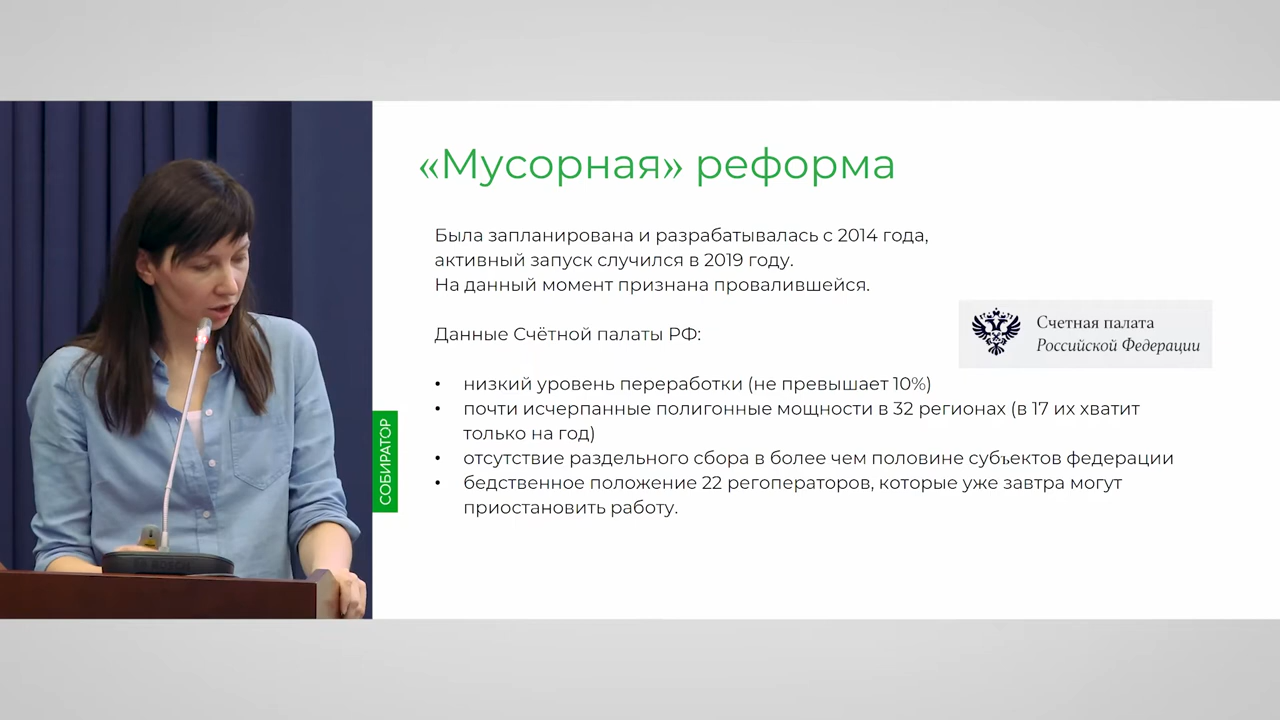 «Мусорная» реформа
Была запланирована и разрабатывалась с 2014 года,
активный запуск случился в 2019 году.
На данный момент признана провалившейся.
Данные Счётной палаты РФ:
Счетная палата
Российской Федерации
• низкий уровень переработки (не превышает 10%)
• почти исчерпанные полигонные мощности в 32 регионах (в 17 их хватит
только на год)
• отсутствие раздельного сбора в более чем половине субъектов федерации
• бедственное положение 22 регоператоров, которые уже завтра могут
приостановить работу.
СОБИРАТОР